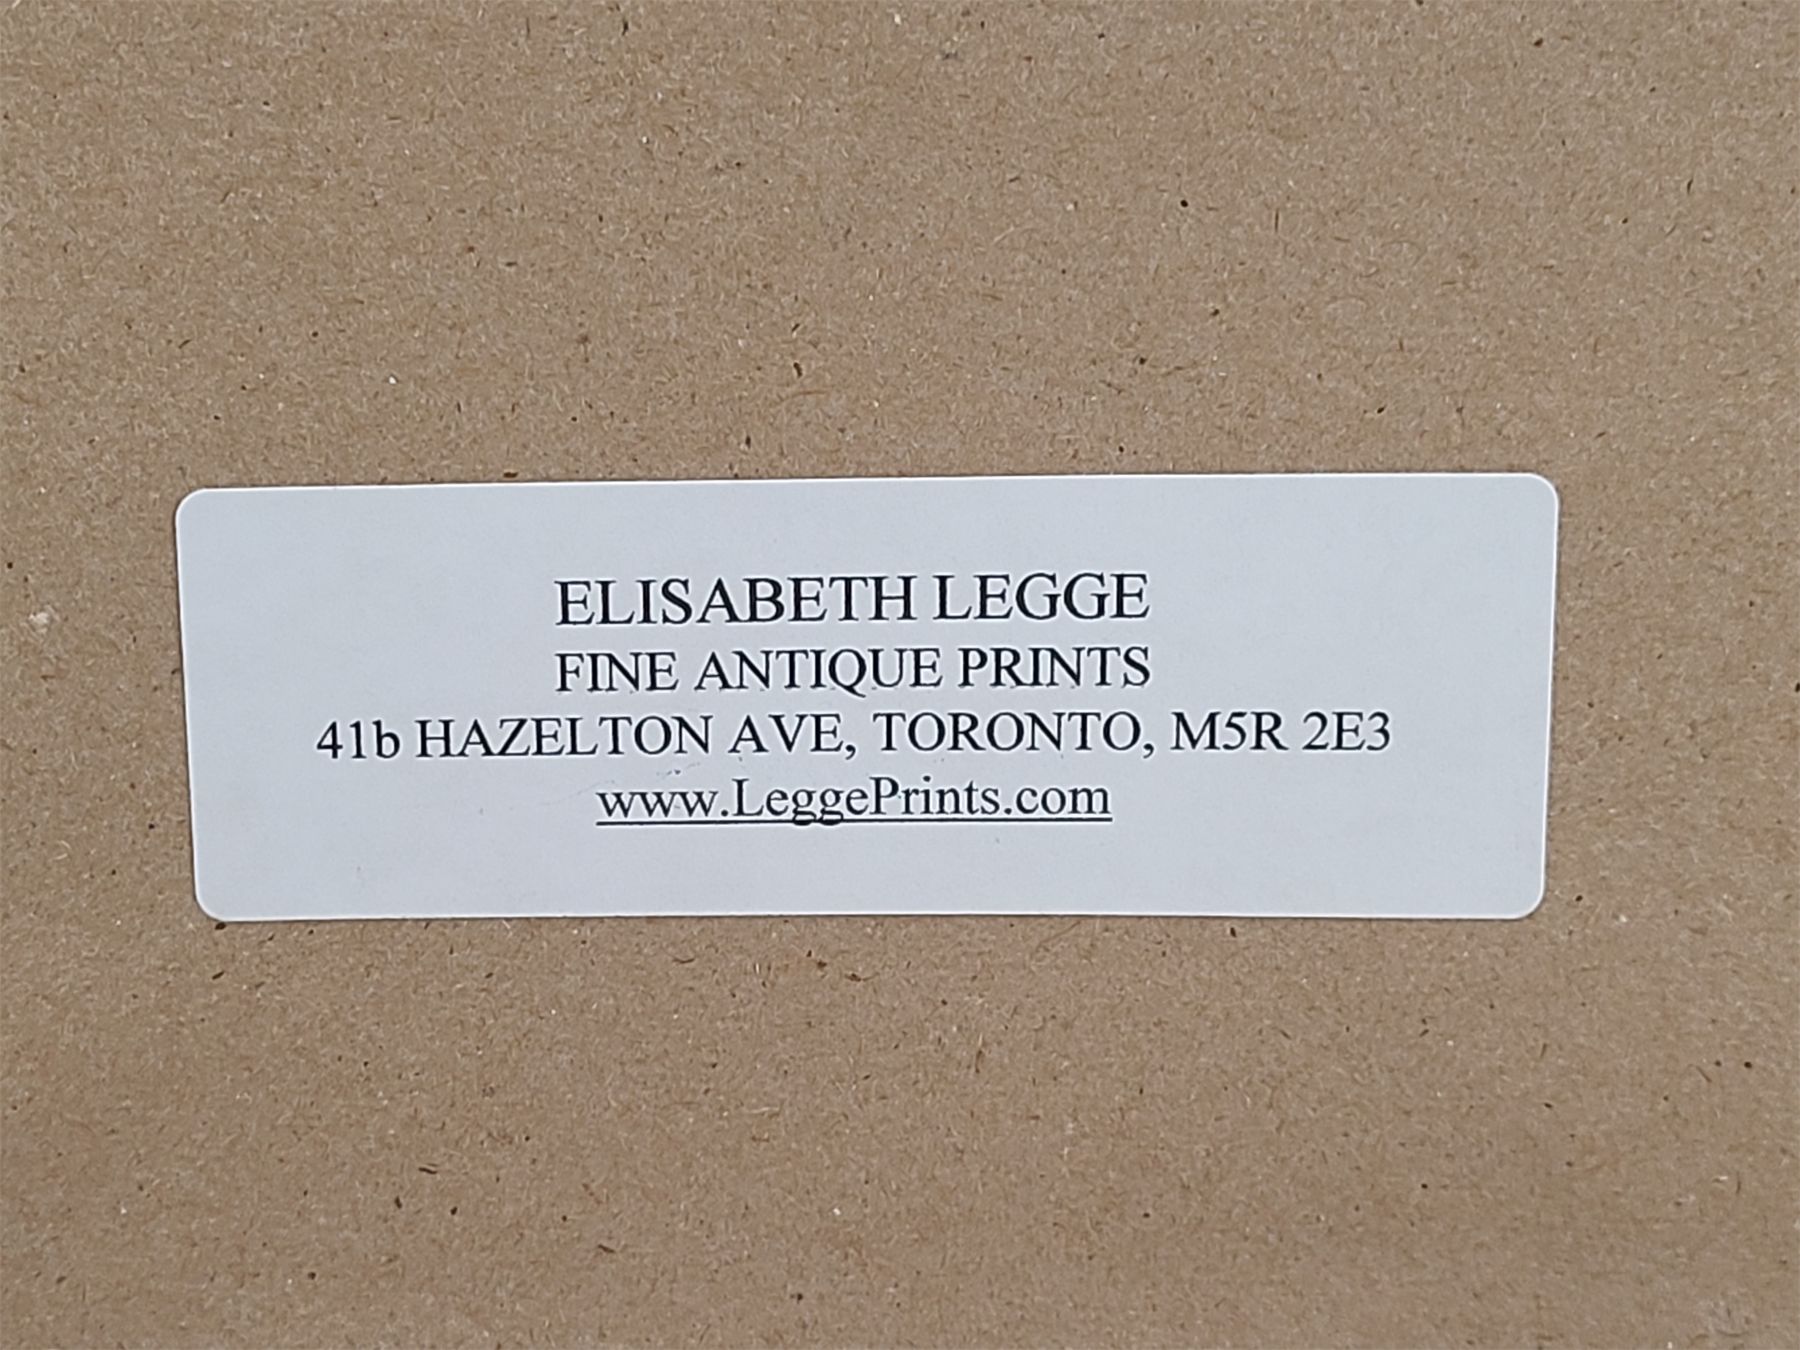 ELISABETH LEGGE
FINE ANTIQUE PRINTS
41b HAZELTON AVE, TORONTO, M5R 2E3
www.LeggePrints.com